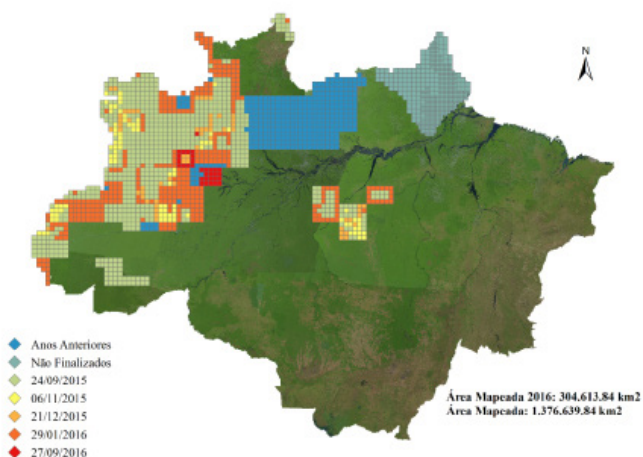 N
Anos Anteriores
Não Finalizados
24/09/2015
06/11/2015
21/12/2015
29/01/2016
27/09/2016
Área Mapeada 2016: 304.613.84 km2
Área Mapeada: 1.376.639.84 km2